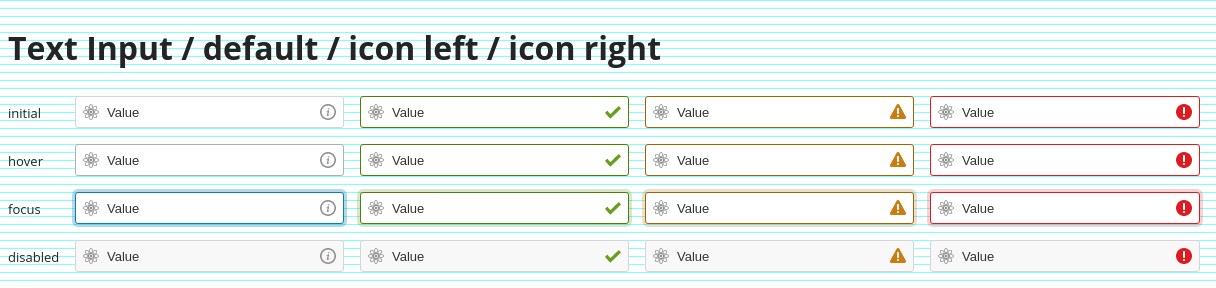 Text Input / default / icon left / icon right
initial Value Value Value Value
hover Value Value Value Value
focus Value Value Value Value
disabled Value Value Value Value